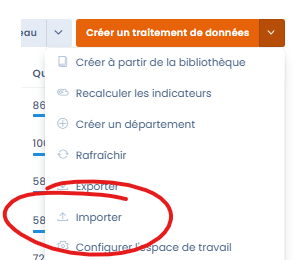 eau
Créer un traitement de données
Qu
Créer à partir de la bibliothèque
86
Recalculer les indicateurs
Créer un département
100
Rafraîchir
58
Exporter
58
Importer
72
Configurer l'espace de travail